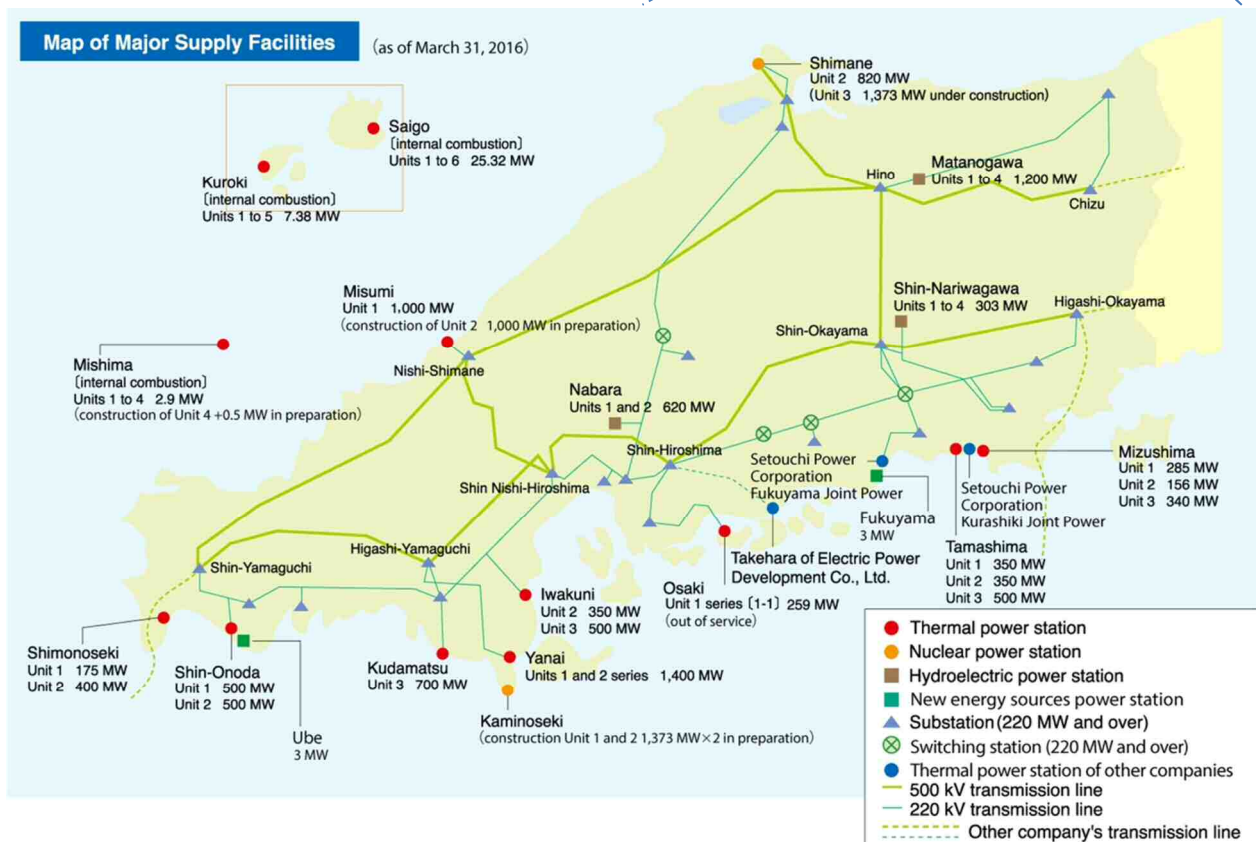 Map of Major Supply Facilities
(as of March 31, 2016)
Shimane
Unit 2 820 MW
(Unit 3 1,373 MW under construction)
Saigo
[internal combustion]
Units 1 to 6 25.32 MW
Kuroki
[internal combustion]
Units 1 to 5 7.38 MW
Matanogawa
Units 1 to 4 1,200 MW
Hino
Chizu
Misumi
Unit 1 1,000 MW
(construction of Unit 2 1,000 MW in preparation)
Shin-Nariwagawa
Units 1 to 4 303 MW
Higashi-Okayama
Shin-Okayama
Mishima
[internal combustion]
Units 1 to 4 2.9 MW
(construction of Unit 4 +0.5 MW in preparation)
Nishi-Shimane
Nabara
Units 1 and 2 620 MW
Shin-Hiroshima
Shin Nishi-Hiroshima
Setouchi Power
Corporation
Fukuyama Joint Power
Fukuyama
3 MW
Mizushima
Unit 1 285 MW
Unit 2 156 MW
Unit 3 340 MW
Setouchi Power
Corporation
Kurashiki Joint Power
Tamashima
Unit 1 350 MW
Unit 2 350 MW
Unit 3 500 MW
Higashi-Yamaguchi
Shin-Yamaguchi
Takehara of Electric Power
Development Co., Ltd.
Osaki
Unit 1 series [1-1] 259 MW
(out of service)
Iwakuni
Unit 2 350 MW
Unit 3 500 MW
Shimonoseki
Unit 1 175 MW
Unit 2 400 MW
Shin-Onoda
Unit 1 500 MW
Unit 2 500 MW
Kudamatsu
Unit 3 700 MW
Yanai
Units 1 and 2 series 1,400 MW
Kaminoseki
(construction Unit 1 and 2 1,373 MW×2 in preparation)
Ube
3 MW
Thermal power station
Nuclear power station
Hydroelectric power station
New energy sources power station
Substation (220 MW and over)
Switching station (220 MW and over)
Thermal power station of other companies
500 kV transmission line
220 kV transmission line
Other company's transmission line